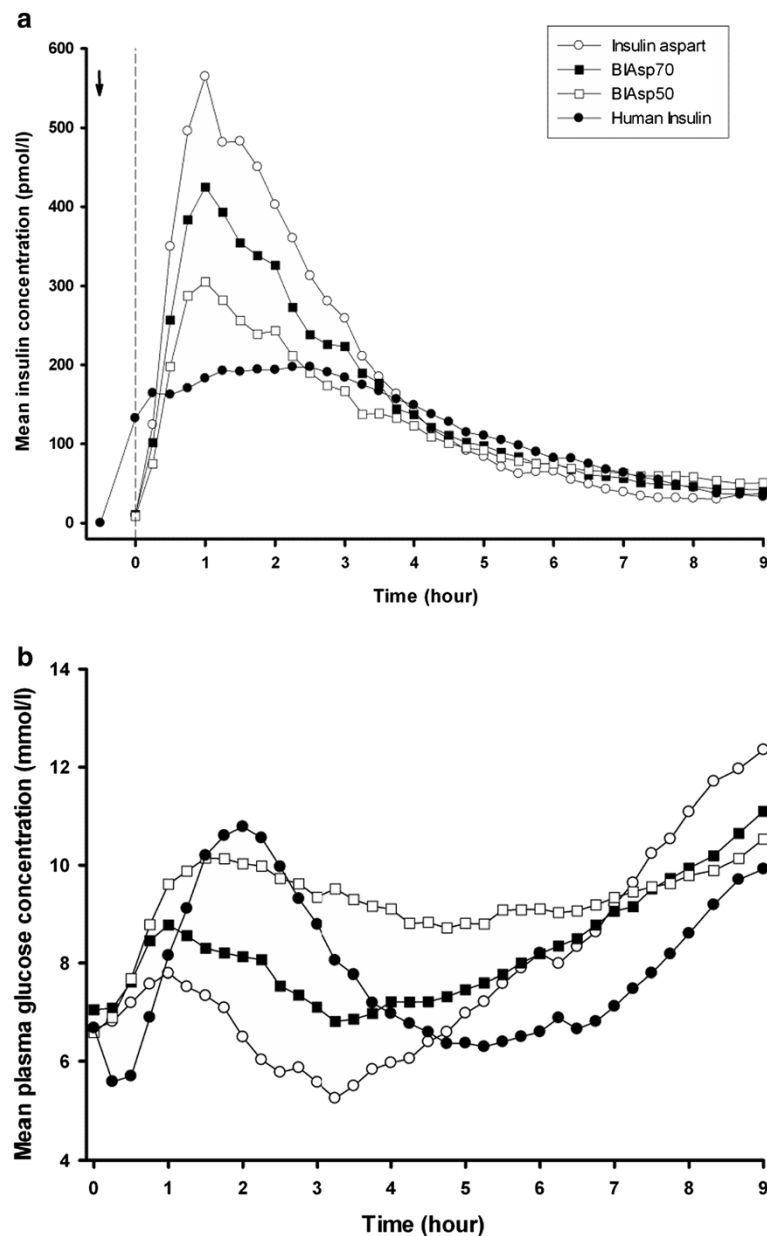 a
Mean insulin concentration (pmol/l)
600
500
400
300
200
100
0
Insulin aspart
BIAsp70
BIAsp50
Human Insulin
0 1 2 3 4 5 6 7 8 9
Time (hour)
b
Mean plasma glucose concentration (mmol/l)
14
12
10
8
6
4
0 1 2 3 4 5 6 7 8 9
Time (hour)